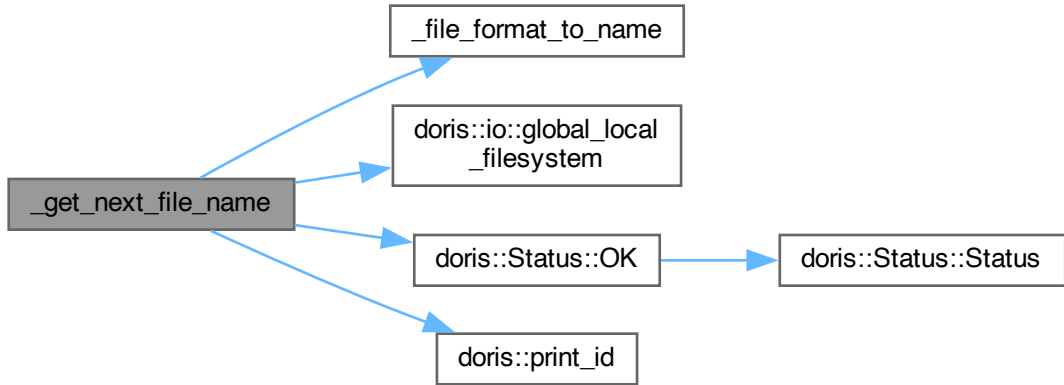 _file_format_to_name
doris::io::global_local
_filesystem
_get_next_file_name
doris::Status::OK
doris::Status::Status
doris::print_id